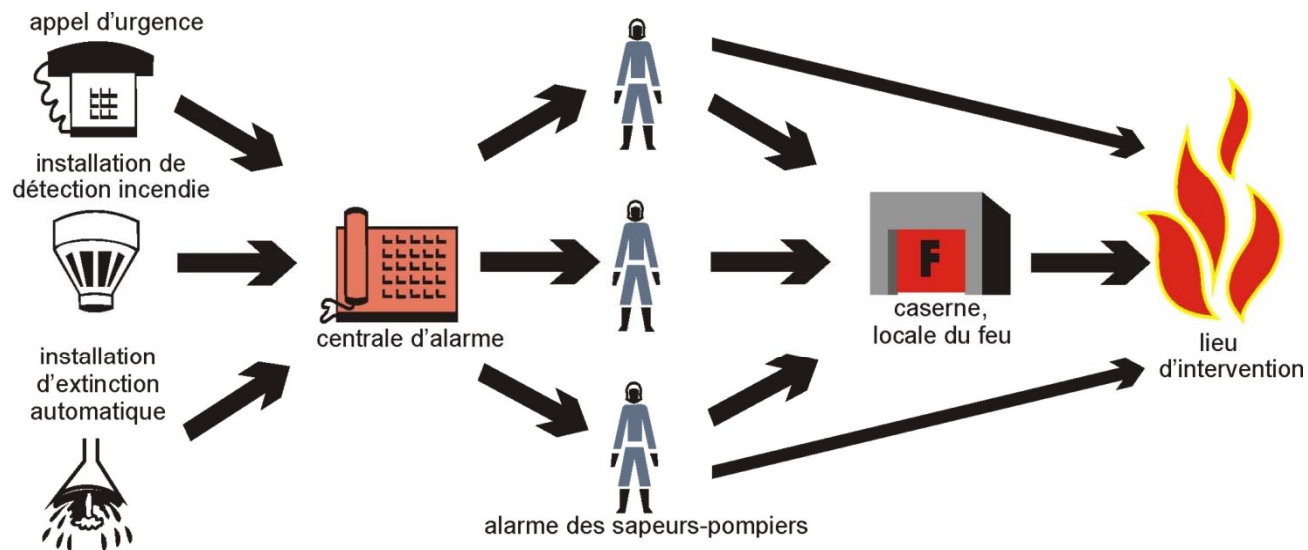 appel d'urgence
installation de
détection incendie
installation
d'extinction
automatique
centrale d'alarme
alarme des sapeurs-pompiers
F
caserne,
locale du feu
lieu
d'intervention